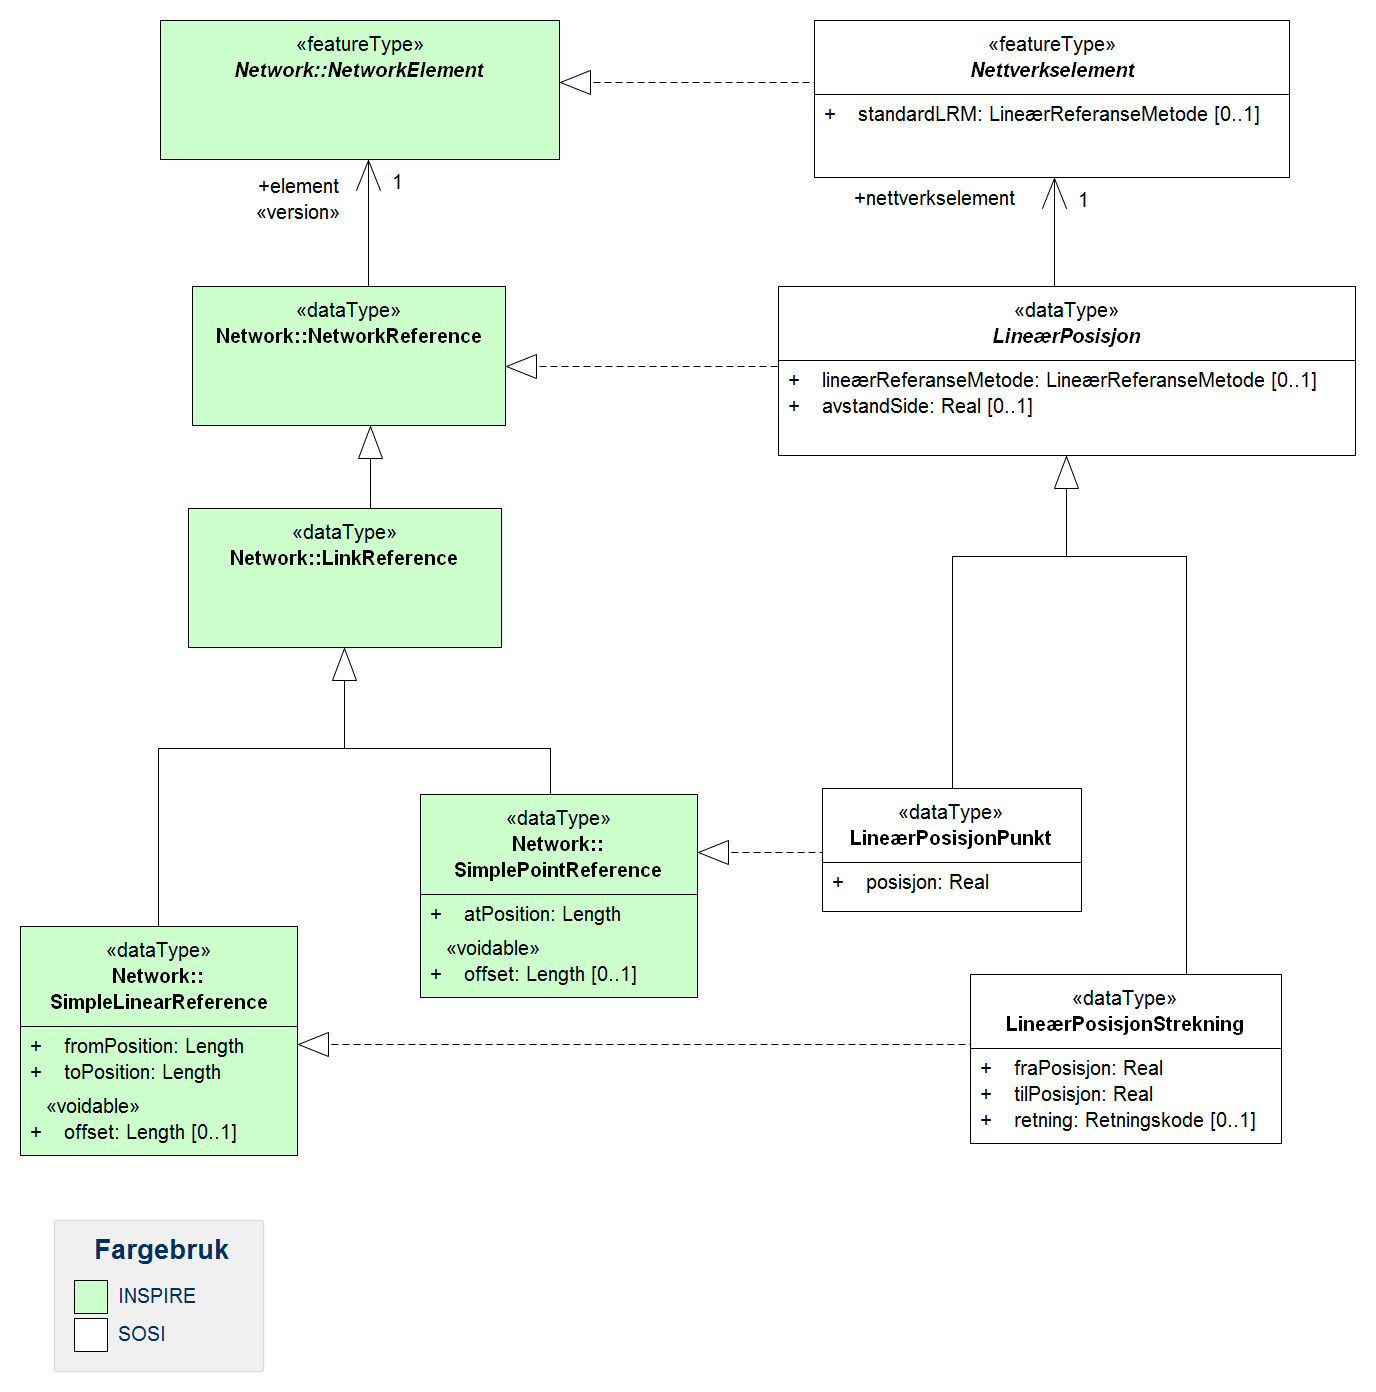 «featureType»
Network::NetworkElement
«featureType»
Nettverkselement
+ standardLRM: LineærReferanseMetode [0..1]
+element
«version»
1
+nettverkselement
1
«dataType»
Network::NetworkReference
«dataType»
LineærPosisjon
+ lineærReferanseMetode: LineærReferanseMetode [0..1]
+ avstandSide: Real [0..1]
«dataType»
Network::LinkReference
«dataType»
Network::
SimplePointReference
+ atPosition: Length
«voidable»
+ offset: Length [0..1]
«dataType»
LineærPosisjonPunkt
+ posisjon: Real
«dataType»
Network::
SimpleLinearReference
+ fromPosition: Length
+ toPosition: Length
«voidable»
+ offset: Length [0..1]
«dataType»
LineærPosisjonStrekning
+ fraPosisjon: Real
+ tilPosisjon: Real
+ retning: Retningskode [0..1]
Fargebruk
INSPIRE
SOSI